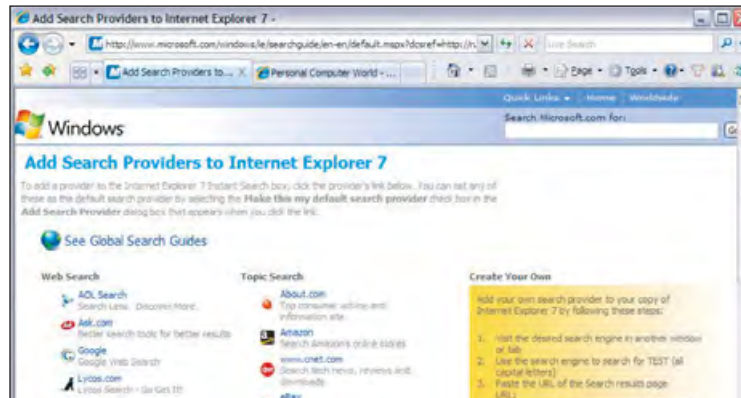 Add Search Providers to Internet Explorer 7 -
http://www.microsoft.com/windows/ie/searchguide/en-en/default.mspx?dcsref=http://n
Live Search
Add Search Providers to ... Personal Computer World - ...
Page Tools
Quick Links Home Worldwide
Windows
Search Microsoft.com for:
Go
Add Search Providers to Internet Explorer 7
To add a provider to the Internet Explorer 7 Instant Search box, click the provider's link below. You can set any of
these as the default search provider by selecting the Make this my default search provider check box in the
Add Search Provider dialog box that appears when you click the link.
See Global Search Guides
Web Search
AOL Search
Search Less. Discover More.
Ask.com
Better search tools for better results
Google
Google Web Search
Lycos.com
Lycos Search - Go Get It!
Topic Search
About.com
Top consumer advice and
information site
Amazon
Search Amazon's online stores
www.cnet.com
Search tech news, reviews and
downloads
eBay
Create Your Own
Add your own search provider to your copy of
Internet Explorer 7 by following these steps:
1. Visit the desired search engine in another window
or tab
2. Use the search engine to search for TEST (all
capital letters)
3. Paste the URL of the Search results page
URL: